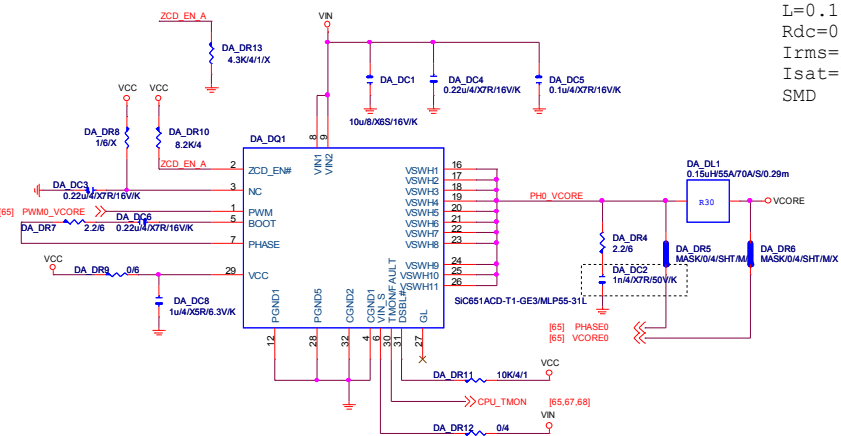 L=0.1
Rdc=0
Irms=
Isat=
SMD
ZCD_EN_A
VIN
DA_DR13
4.3K/4/1/X
DA_DC1
10u/8/X6S/16V/K
DA_DC4
0.22u/4/X7R/16V/K
DA_DC5
0.1u/4/X7R/16V/K
VCC
VCC
DA_DR8
1/6/X
DA_DR10
8.2K/4
DA_DQ1
8
9
VIN1
VIN2
ZCD_EN_A
2
ZCD_EN#
DA_DC3
0.22u/4/X7R/16V/K
3
NC
[65] PWM0_VCORE
1
PWM
DA_DC6
0.22u/4/X7R/16V/K
5
BOOT
DA_DR7
2.2/6
7
PHASE
VCC
DA_DR9
0/6
29
VCC
DA_DC8
1u/4/X5R/6.3V/K
VSWH1
16
VSWH2
17
VSWH3
18
VSWH4
19
VSWH5
20
VSWH6
21
VSWH7
22
VSWH8
23
VSWH9
24
VSWH10
25
VSWH11
26
PGND1
PGND5
CGND2
CGND1
VIN_S
TMON/FAULT
DSBL#
GL
12
28
32
4
6
30
31
27
SiC651ACD-T1-GE3/MLP55-31L
PH0_VCORE
DA_DL1
0.15uH/55A/70A/S/0.29m
R30
VCORE
DA_DR4
2.2/6
DA_DC2
1n/4/X7R/50V/K
DA_DR5
MASK/0/4/SHT/M/X
DA_DR6
MASK/0/4/SHT/M/X
[65] PHASE0
[65] VCORE0
DA_DR11
10K/4/1
VCC
CPU_TMON
[65,67,68]
VIN
DA_DR12
0/4